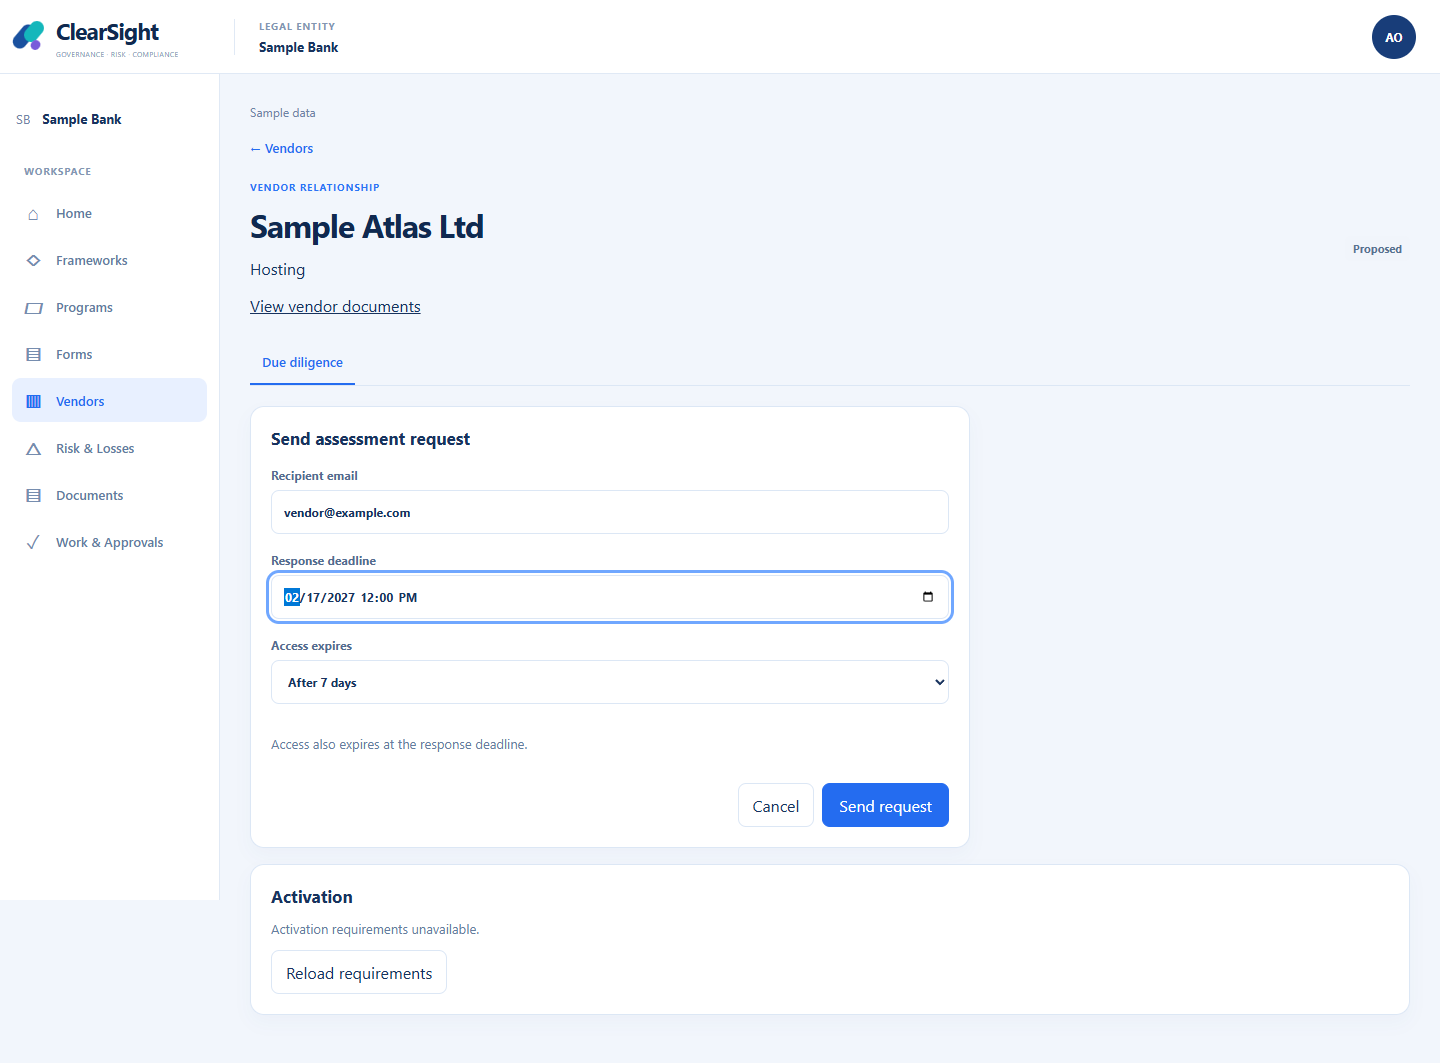 ClearSight
GOVERNANCE · RISK · COMPLIANCE
LEGAL ENTITY
Sample Bank
AO
SB Sample Bank
WORKSPACE
Home
Frameworks
Programs
Forms
Vendors
Risk & Losses
Documents
Work & Approvals
Sample data
← Vendors
VENDOR RELATIONSHIP
Sample Atlas Ltd
Proposed
Hosting
View vendor documents
Due diligence
Send assessment request
Recipient email
vendor@example.com
Response deadline
02/17/2027 12:00 PM
Access expires
After 7 days
Access also expires at the response deadline.
Cancel
Send request
Activation
Activation requirements unavailable.
Reload requirements